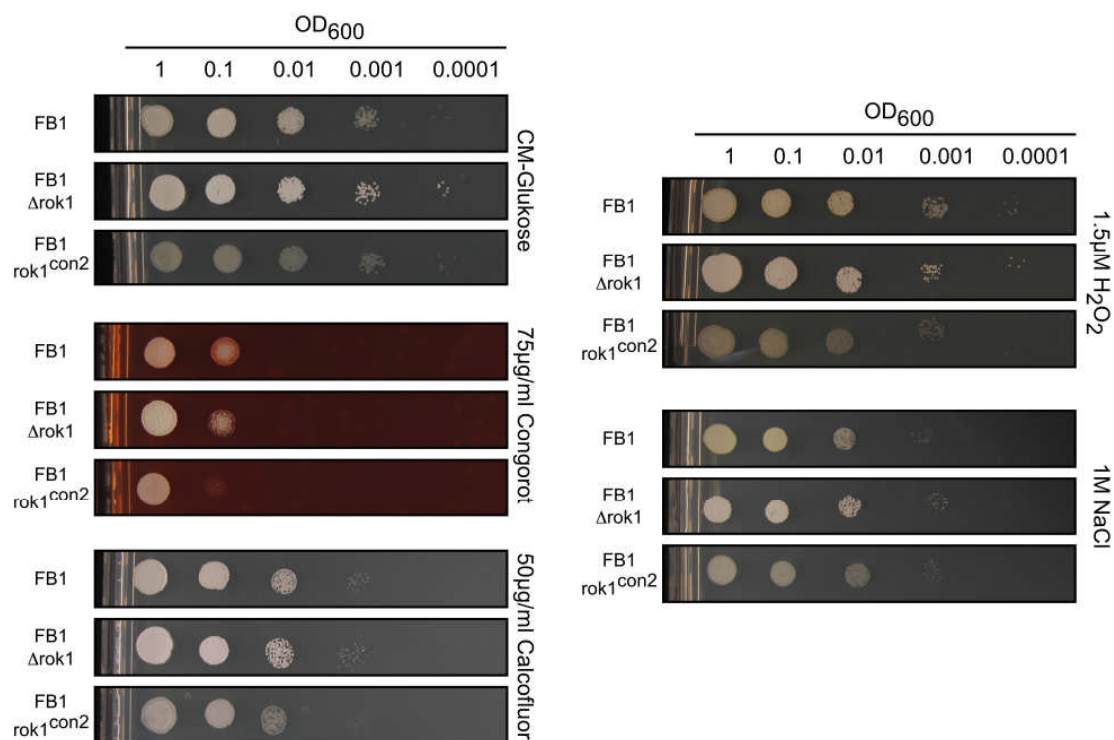 OD600
1 0.1 0.01 0.001 0.0001
FB1
FB1
Δrok1
FB1
rok1con2
CM-Glukose
FB1
FB1
Δrok1
FB1
rok1con2
75µg/ml Congorot
FB1
FB1
Δrok1
FB1
rok1con2
50µg/ml Calcofluor
OD600
1 0.1 0.01 0.001 0.0001
FB1
FB1
Δrok1
FB1
rok1con2
1.5µM H2O2
FB1
FB1
Δrok1
FB1
rok1con2
1M NaCl